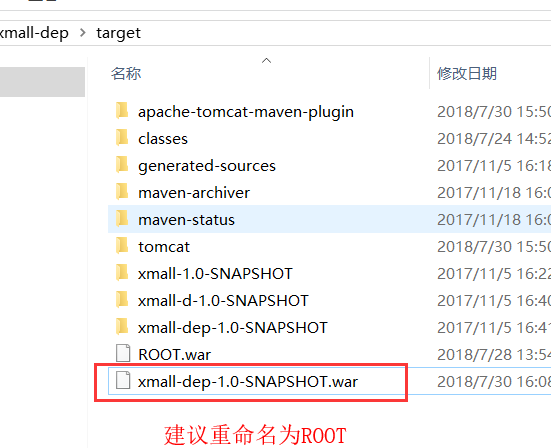 xmall-dep › target
名称 修改日期
apache-tomcat-maven-plugin 2018/7/30 15:50
classes 2018/7/24 14:52
generated-sources 2017/11/5 16:18
maven-archiver 2017/11/18 16:0
maven-status 2017/11/18 16:0
tomcat 2018/7/30 15:50
xmall-1.0-SNAPSHOT 2017/11/5 16:22
xmall-d-1.0-SNAPSHOT 2017/11/5 16:40
xmall-dep-1.0-SNAPSHOT 2017/11/5 16:41
ROOT.war 2018/7/28 13:54
xmall-dep-1.0-SNAPSHOT.war 2018/7/30 16:08
建议重命名为ROOT